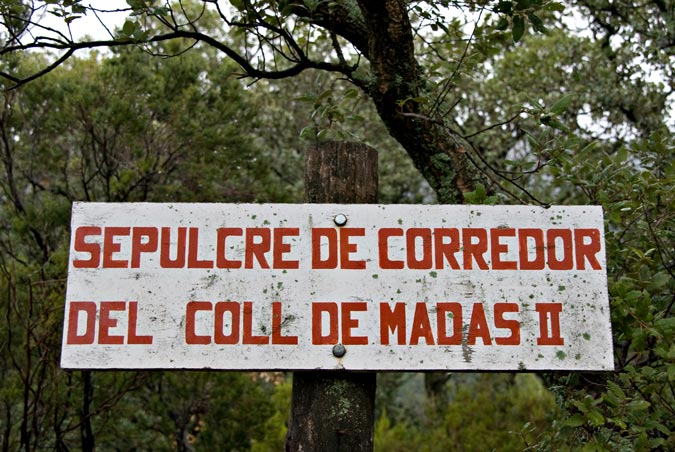 SEPULCRE DE CORREDOR
DEL COLL DE MADAS II